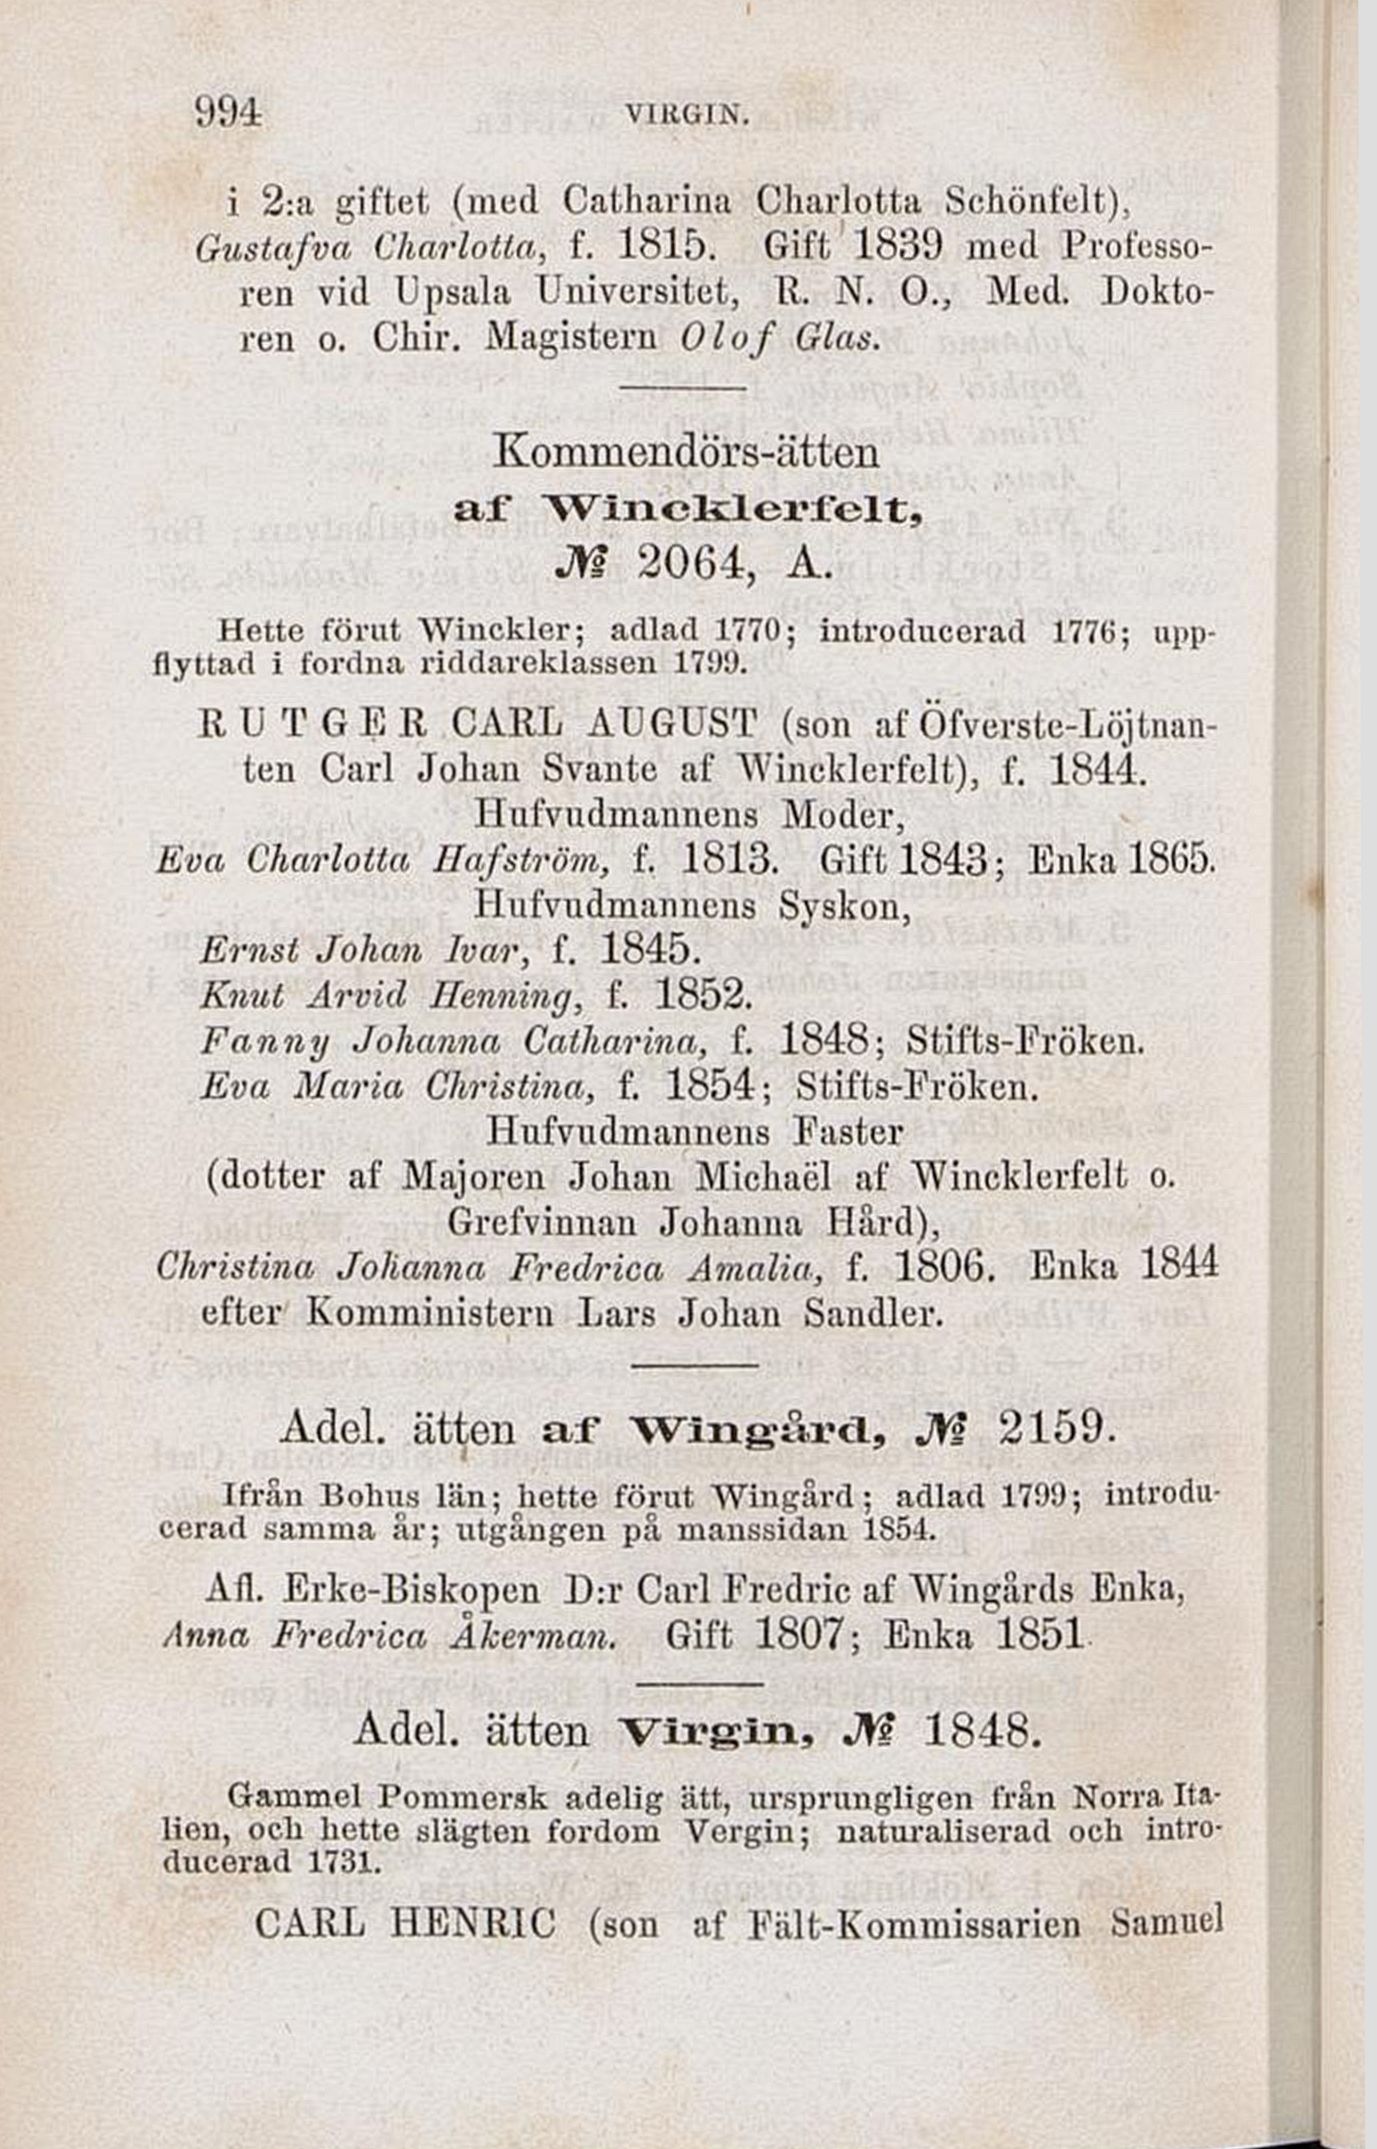 994
VIRGIN.
i 2:a giftet (med Catharina Charlotta Schönfelt),
Gustafva Charlotta, f. 1815. Gift 1839 med Professo-
ren vid Upsala Universitet, R. N. O., Med. Dokto-
ren o. Chir. Magistern Olof Glas.
Kommendörs-ätten
af Wincklerfelt,
№ 2064, A.
Hette förut Winckler; adlad 1770; introducerad 1776; upp-
flyttad i fordna riddareklassen 1799.
RUTGER CARL AUGUST (son af Öfverste-Löjtnan-
ten Carl Johan Svante af Wincklerfelt), f. 1844.
Hufvudmannens Moder,
Eva Charlotta Hafström, f. 1813. Gift 1843; Enka 1865.
Hufvudmannens Syskon,
Ernst Johan Ivar, f. 1845.
Knut Arvid Henning, f. 1852.
Fanny Johanna Catharina, f. 1848; Stifts-Fröken.
Eva Maria Christina, f. 1854; Stifts-Fröken.
Hufvudmannens Faster
(dotter af Majoren Johan Michaël af Wincklerfelt o.
Grefvinnan Johanna Hård),
Christina Johanna Fredrica Amalia, f. 1806. Enka 1844
efter Komministern Lars Johan Sandler.
Adel. ätten af Wingård, № 2159.
Ifrån Bohus län; hette förut Wingård; adlad 1799; introdu-
cerad samma år; utgången på manssidan 1854.
Afl. Erke-Biskopen D:r Carl Fredric af Wingårds Enka,
Anna Fredrica Åkerman. Gift 1807; Enka 1851.
Adel. ätten Virgin, № 1848.
Gammel Pommersk adelig ätt, ursprungligen från Norra Ita-
lien, och hette slägten fordom Vergin; naturaliserad och intro-
ducerad 1731.
CARL HENRIC (son af Fält-Kommissarien Samuel